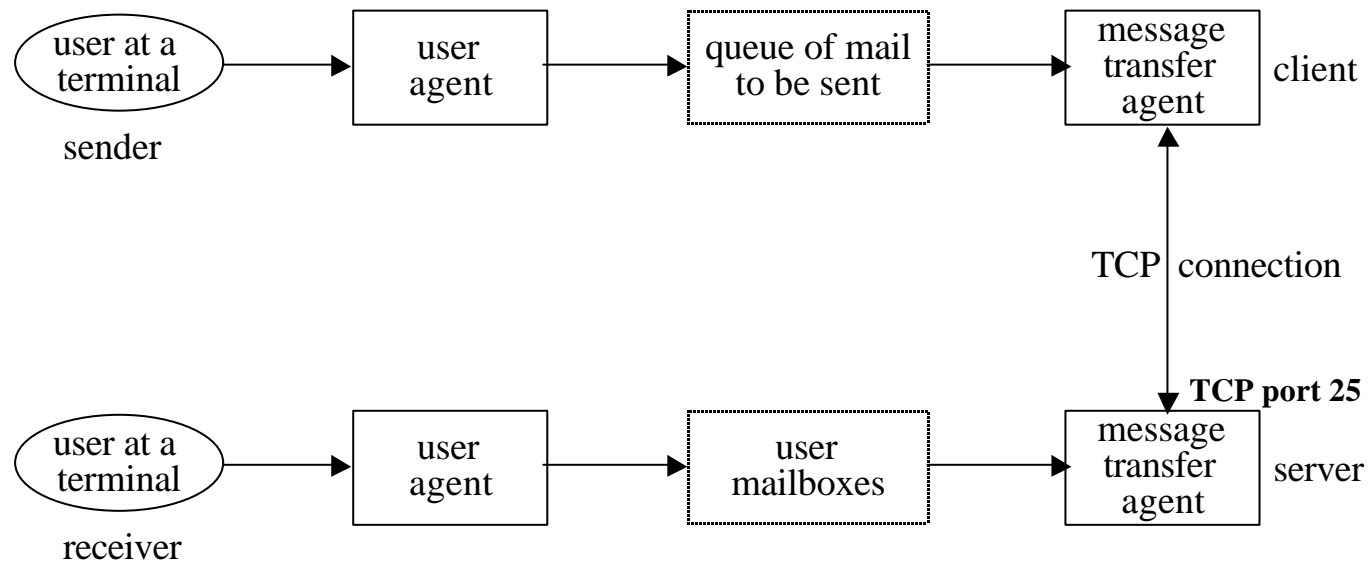 user at a
terminal
sender
user
agent
queue of mail
to be sent
message
transfer
agent
client
TCP connection
TCP port 25
user at a
terminal
receiver
user
agent
user
mailboxes
message
transfer
agent
server